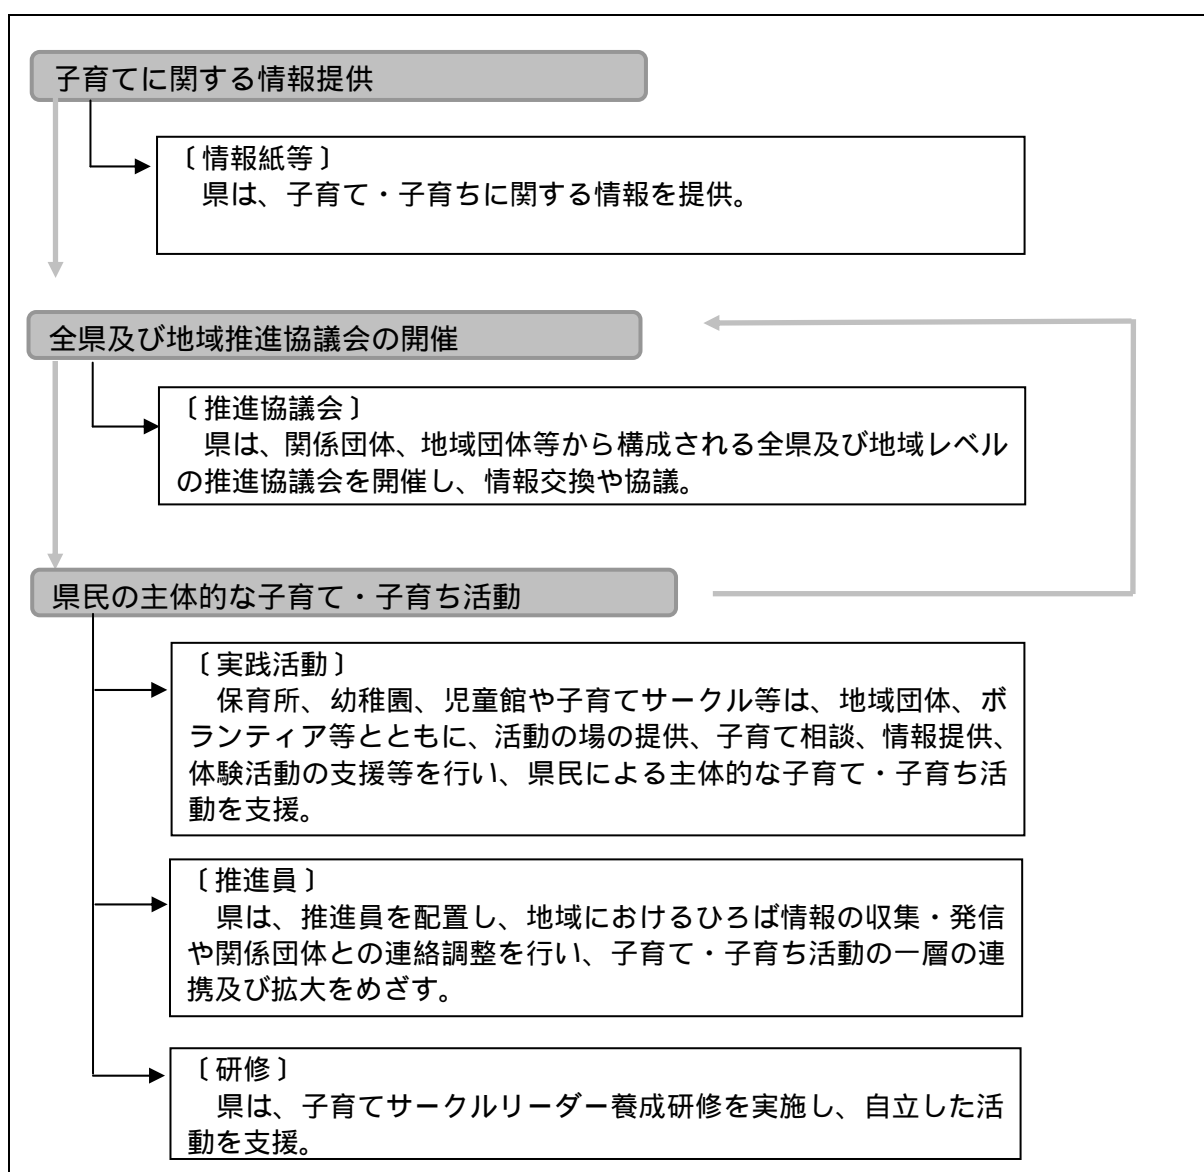 子育てに関する情報提供
〔情報紙等〕
県は、子育て・子育ちに関する情報を提供。
全県及び地域推進協議会の開催
〔推進協議会〕
県は、関係団体、地域団体等から構成される全県及び地域レベル
の推進協議会を開催し、情報交換や協議。
県民の主体的な子育て・子育ち活動
〔実践活動〕
保育所、幼稚園、児童館や子育てサークル等は、地域団体、ボ
ランティア等とともに、活動の場の提供、子育て相談、情報提供、
体験活動の支援等を行い、県民による主体的な子育て・子育ち活
動を支援。
〔推進員〕
県は、推進員を配置し、地域におけるひろば情報の収集・発信
や関係団体との連絡調整を行い、子育て・子育ち活動の一層の連
携及び拡大をめざす。
〔研修〕
県は、子育てサークルリーダー養成研修を実施し、自立した活
動を支援。